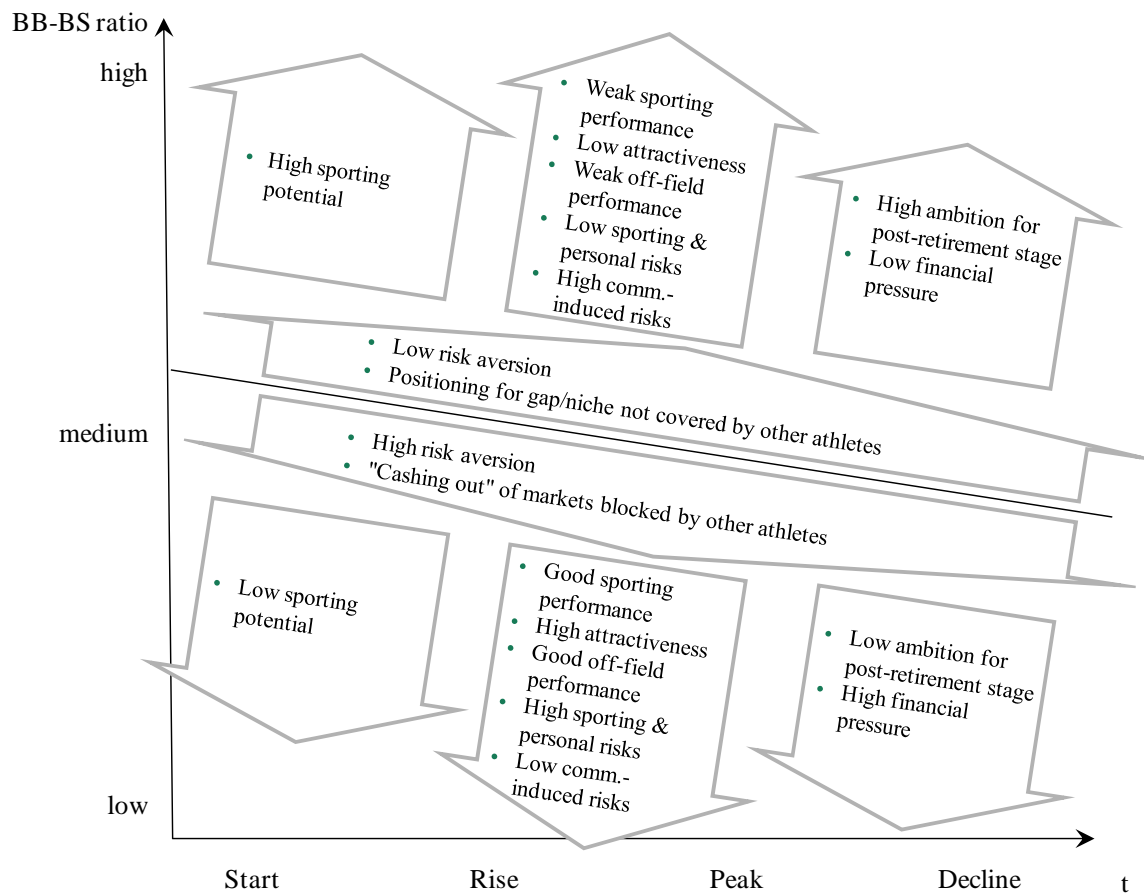 BB-BS ratio
high
• High sporting
potential
• Weak sporting
performance
• Low attractiveness
• Weak off-field
performance
• Low sporting &
personal risks
• High comm.-
induced risks
• High ambition for
post-retirement stage
• Low financial
pressure
• Low risk aversion
• Positioning for gap/niche not covered by other athletes
medium
• High risk aversion
• "Cashing out" of markets blocked by other athletes
• Low sporting
potential
• Good sporting
performance
• High attractiveness
• Good off-field
performance
• High sporting &
personal risks
• Low comm.-
induced risks
• Low ambition for
post-retirement stage
• High financial
pressure
low
Start
Rise
Peak
Decline
t